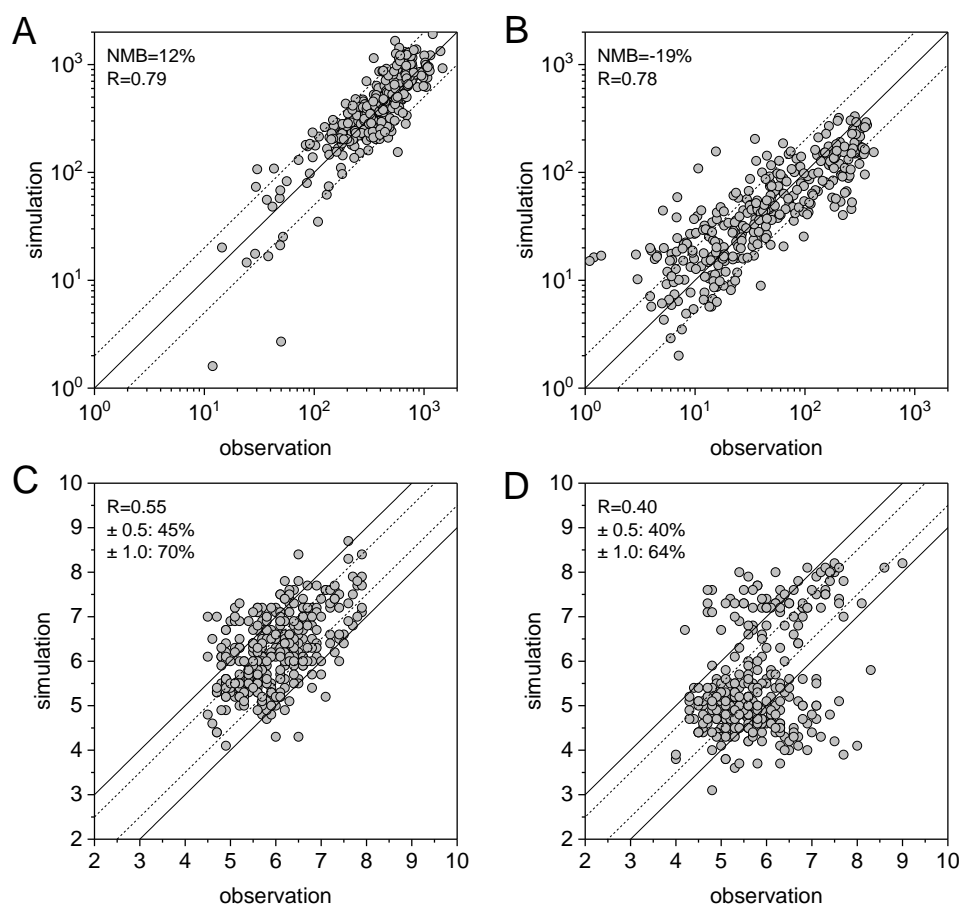 A
NMB=12%
R=0.79
simulation
10³
10²
10¹
10⁰
10⁰ 10¹ 10² 10³
observation
B
NMB=-19%
R=0.78
simulation
10³
10²
10¹
10⁰
10⁰ 10¹ 10² 10³
observation
C
R=0.55
± 0.5: 45%
± 1.0: 70%
simulation
10
9
8
7
6
5
4
3
2
2 3 4 5 6 7 8 9 10
observation
D
R=0.40
± 0.5: 40%
± 1.0: 64%
simulation
10
9
8
7
6
5
4
3
2
2 3 4 5 6 7 8 9 10
observation